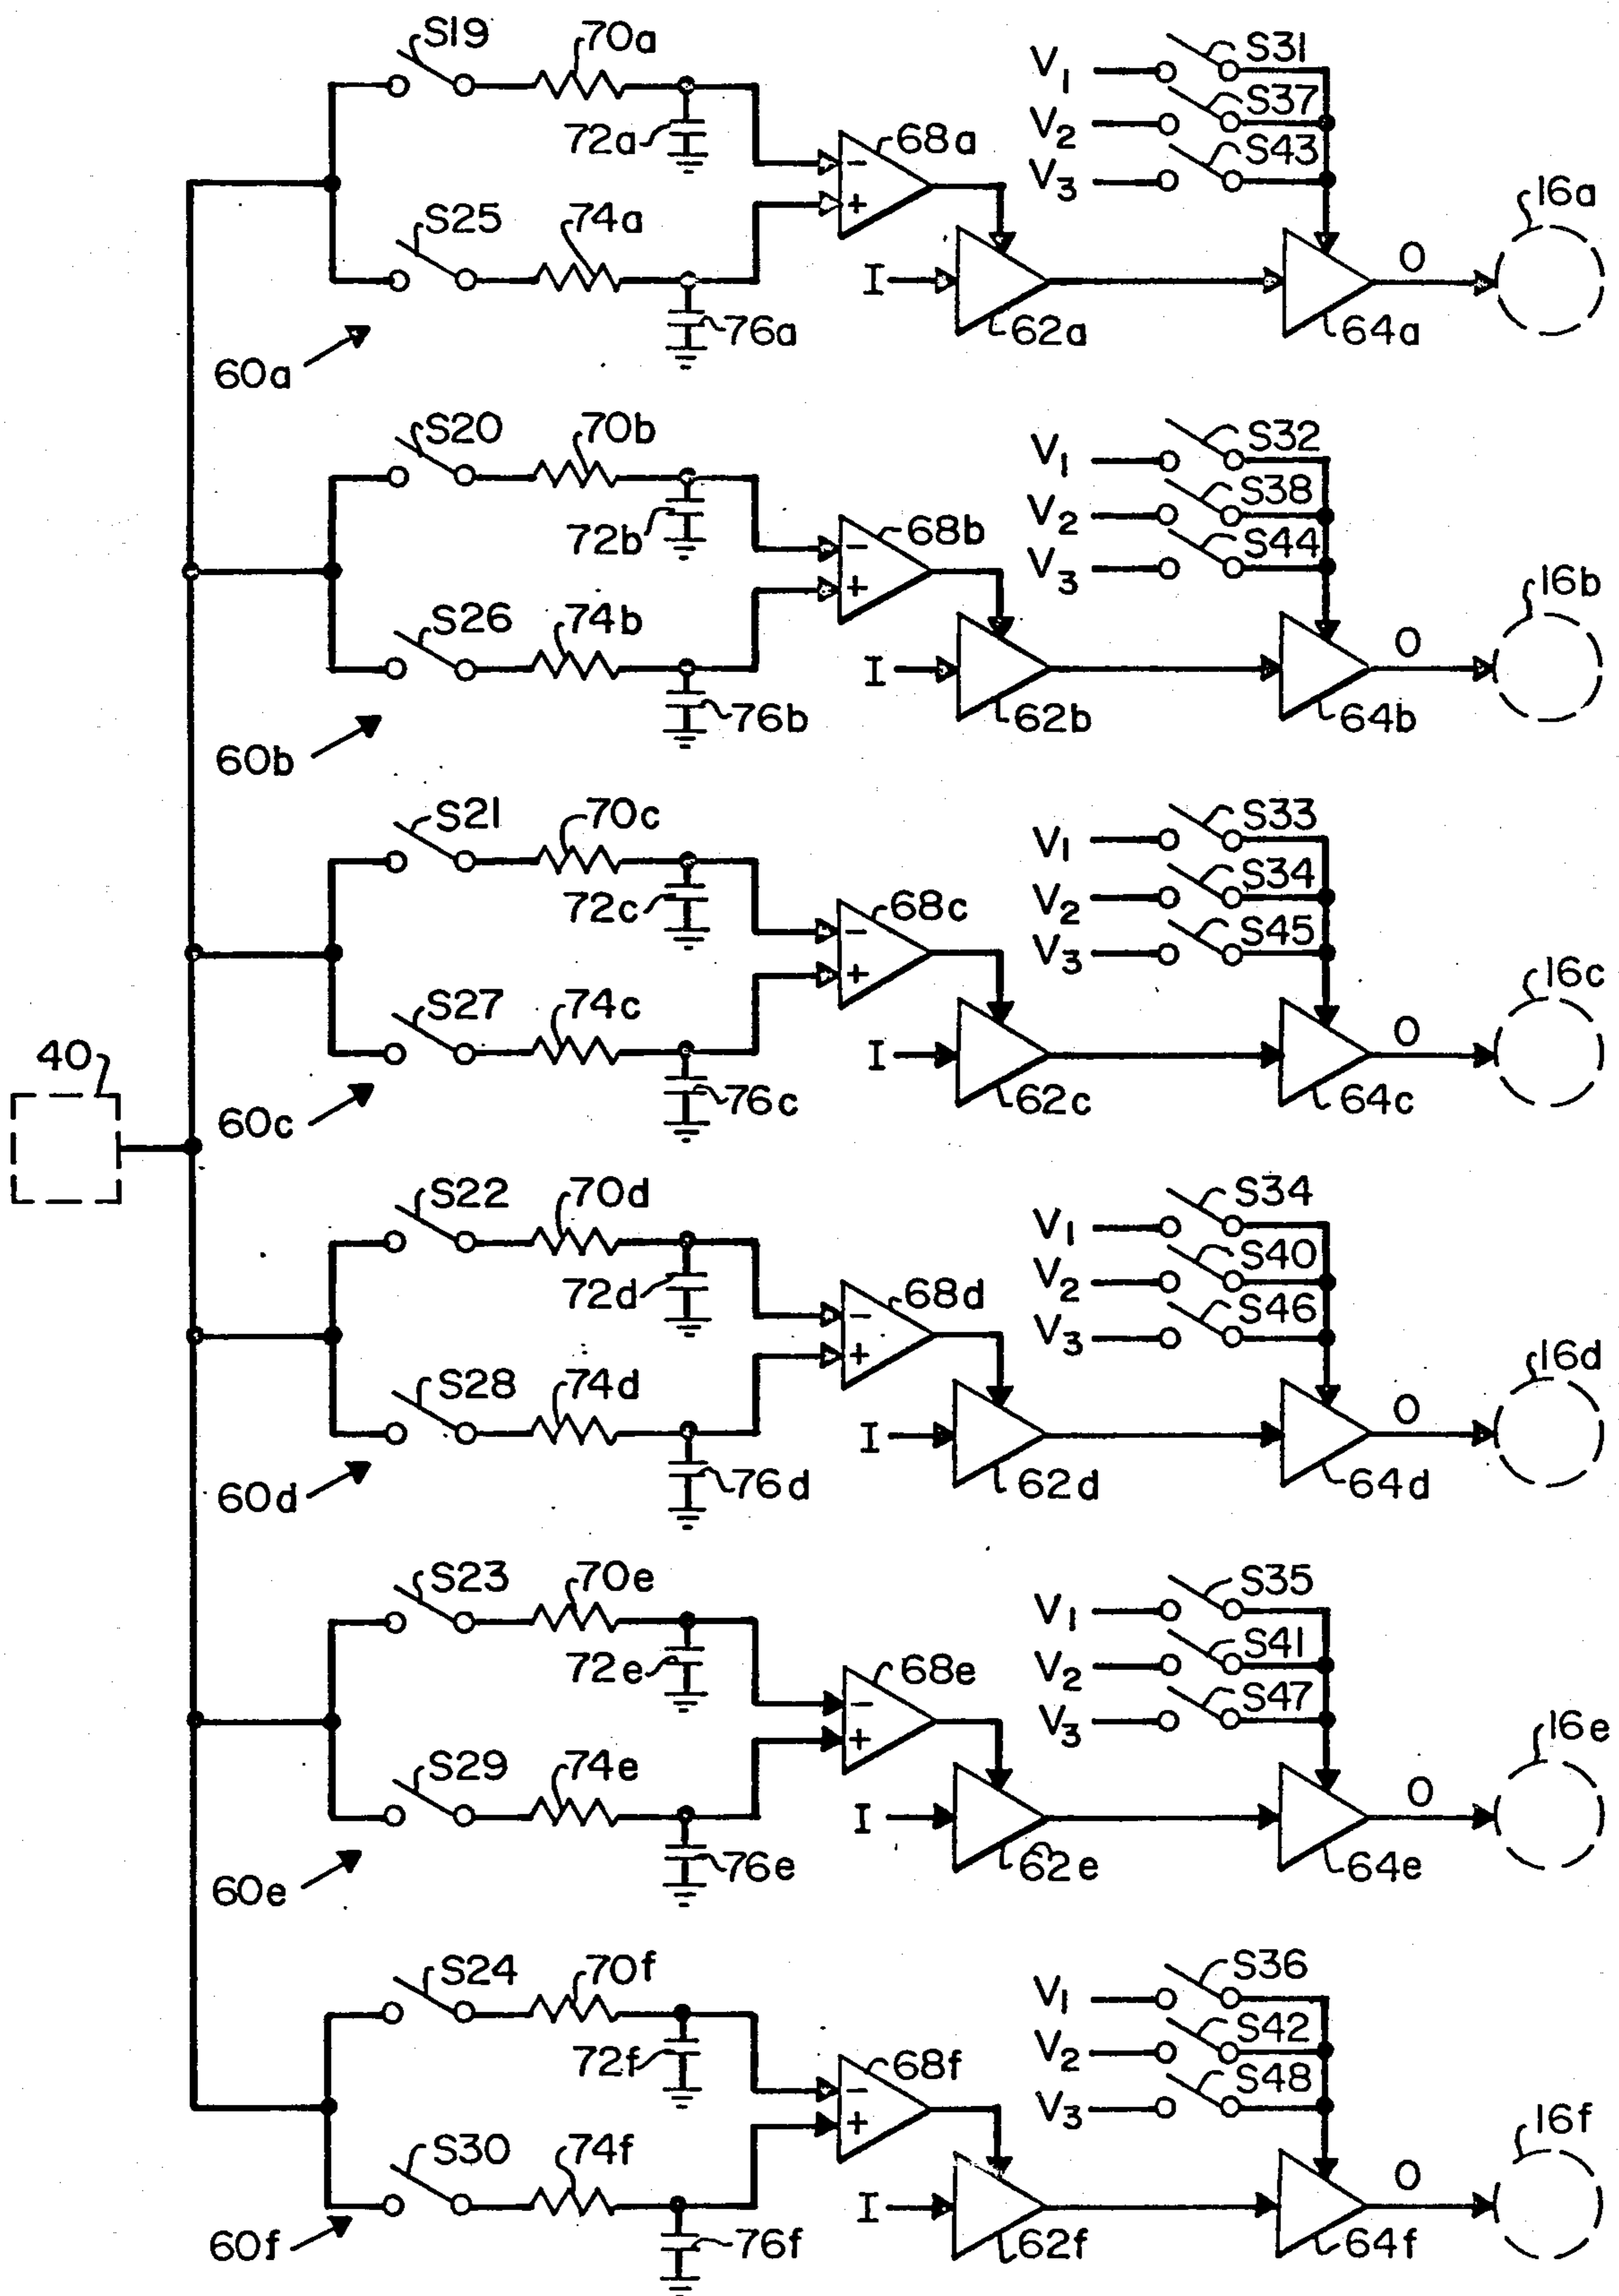 S19 70a V1 S31
72a 68a V2 S37
V3 S43
S25 74a 16a
I O
76a 62a 64a
60a
S20 70b V1 S32
72b 68b V2 S38
V3 S44
S26 74b 16b
I O
76b 62b 64b
60b
S21 70c V1 S33
72c 68c V2 S34
V3 S45
S27 74c 16c
40 I O
60c 76c 62c 64c
S22 70d V1 S34
72d 68d V2 S40
V3 S46
S28 74d 16d
I O
60d 76d 62d 64d
S23 70e V1 S35
72e 68e V2 S41
V3 S47
S29 74e 16e
I O
60e 76e 62e 64e
S24 70f V1 S36
72f 68f V2 S42
V3 S48
S30 74f 16f
I O
60f 76f 62f 64f
- +
- +
- +
- +
- +
- +